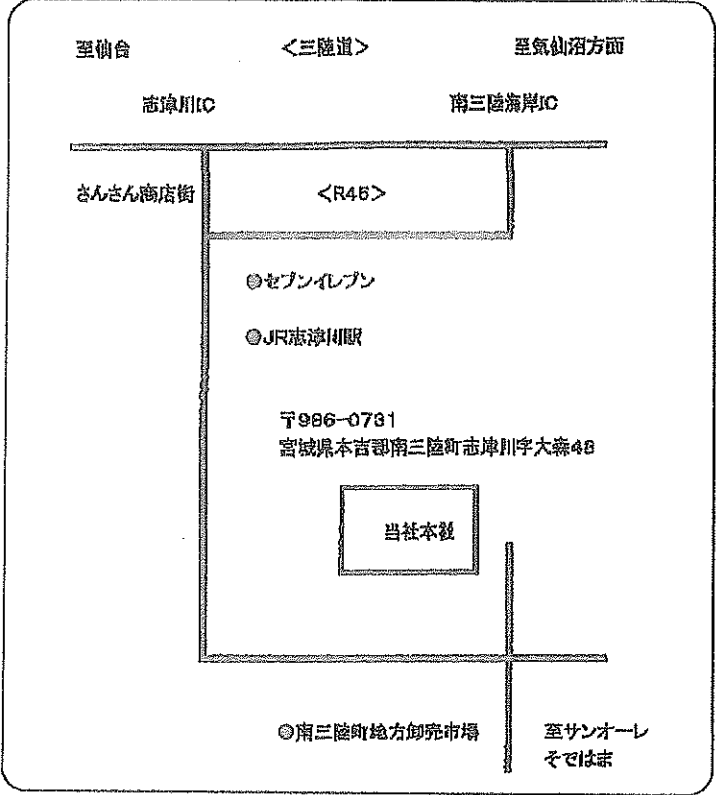 至仙台
＜三陸道＞
至気仙沼方面
志津川IC
南三陸海岸IC
さんさん商店街
＜R45＞
セブンイレブン
JR志津川駅
〒986-0731
宮城県本吉郡南三陸町志津川字大森48
当社本社
南三陸町地方卸売市場
至サンオーレ
そではま